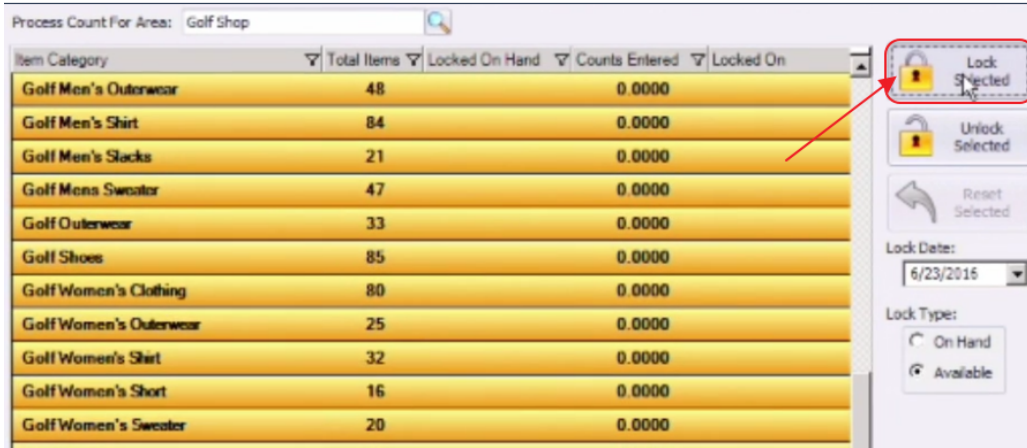 Process Count For Area: Golf Shop
Item Category Total Items Locked On Hand Counts Entered Locked On
Golf Men's Outerwear 48 0.0000
Golf Men's Shirt 84 0.0000
Golf Men's Slacks 21 0.0000
Golf Mens Sweater 47 0.0000
Golf Outerwear 33 0.0000
Golf Shoes 85 0.0000
Golf Women's Clothing 80 0.0000
Golf Women's Outerwear 25 0.0000
Golf Women's Shirt 32 0.0000
Golf Women's Short 16 0.0000
Golf Women's Sweater 20 0.0000
Lock
Selected
Unlock
Selected
Reset
Selected
Lock Date:
6/23/2016
Lock Type:
On Hand
Available